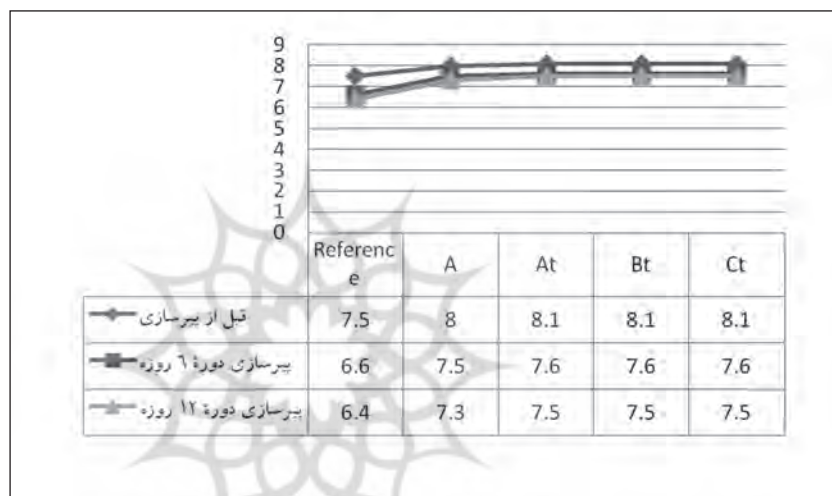 9
8
7
6
5
4
3
2
1
0
Referenc
e
A
At
Bt
Ct
قبل از پیرسازی 7.5 8 8.1 8.1 8.1
پیرسازی دورهٔ ٦ روزه 6.6 7.5 7.6 7.6 7.6
پیرسازی دورهٔ ١٢ روزه 6.4 7.3 7.5 7.5 7.5